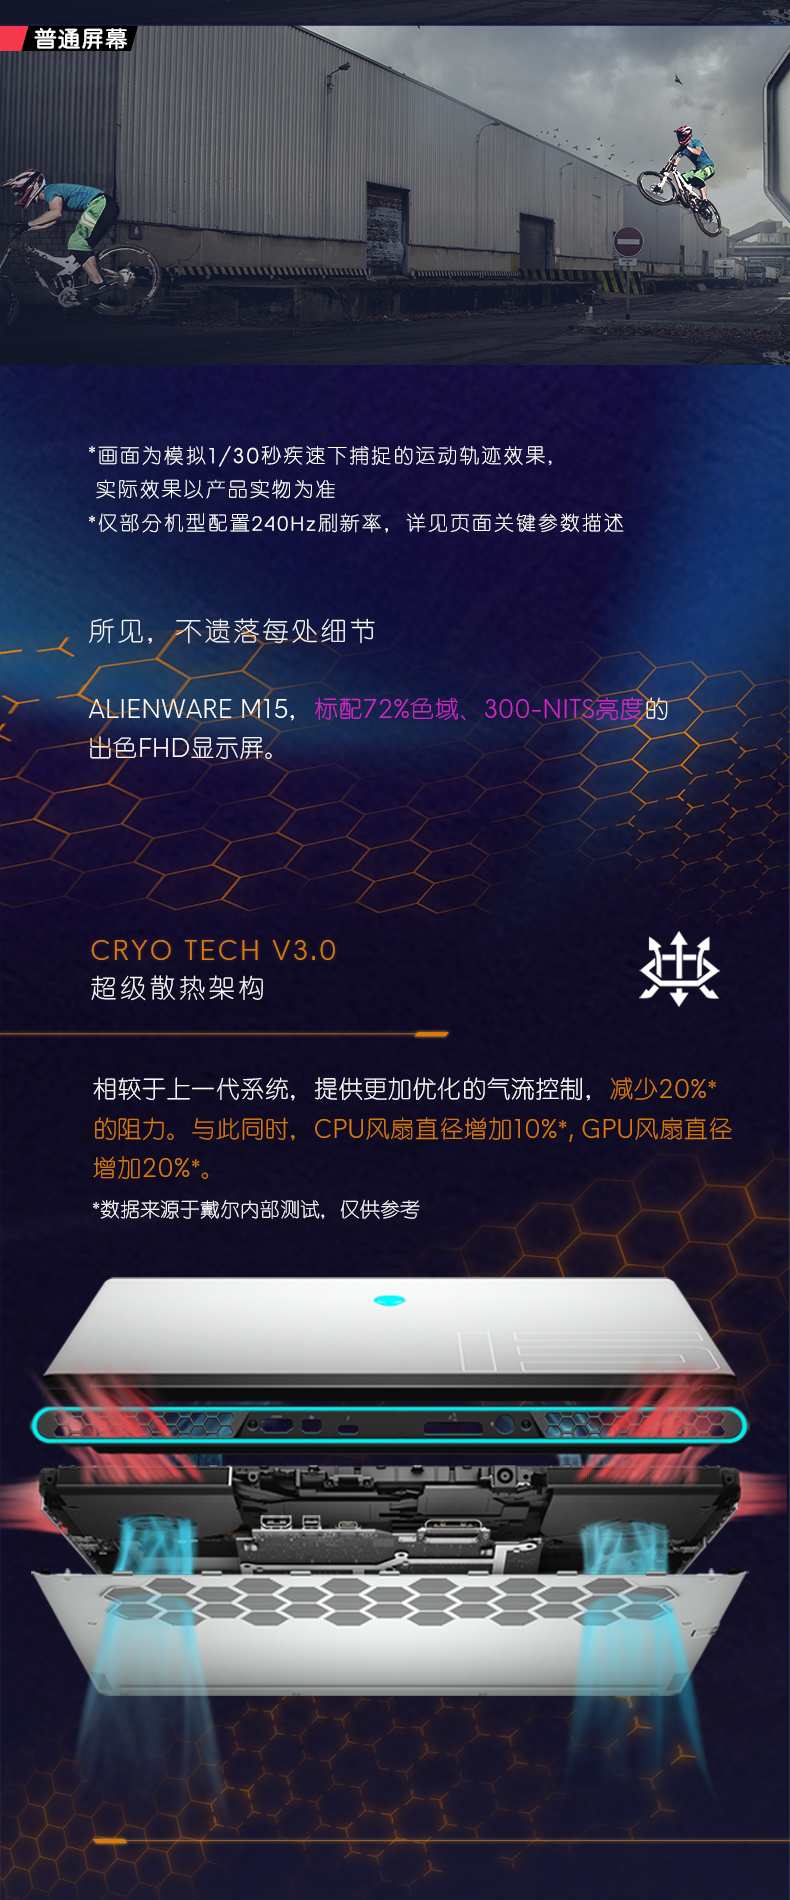 普通屏幕
*画面为模拟1/30秒疾速下捕捉的运动轨迹效果，
实际效果以产品实物为准
*仅部分机型配置240Hz刷新率，详见页面关键参数描述
所见，不遗落每处细节
ALIENWARE M15，标配72%色域、300-NITS亮度的
出色FHD显示屏。
CRYO TECH V3.0
超级散热架构
相较于上一代系统，提供更加优化的气流控制，减少20%*
的阻力。与此同时，CPU风扇直径增加10%*, GPU风扇直径
增加20%*。
*数据来源于戴尔内部测试，仅供参考
15